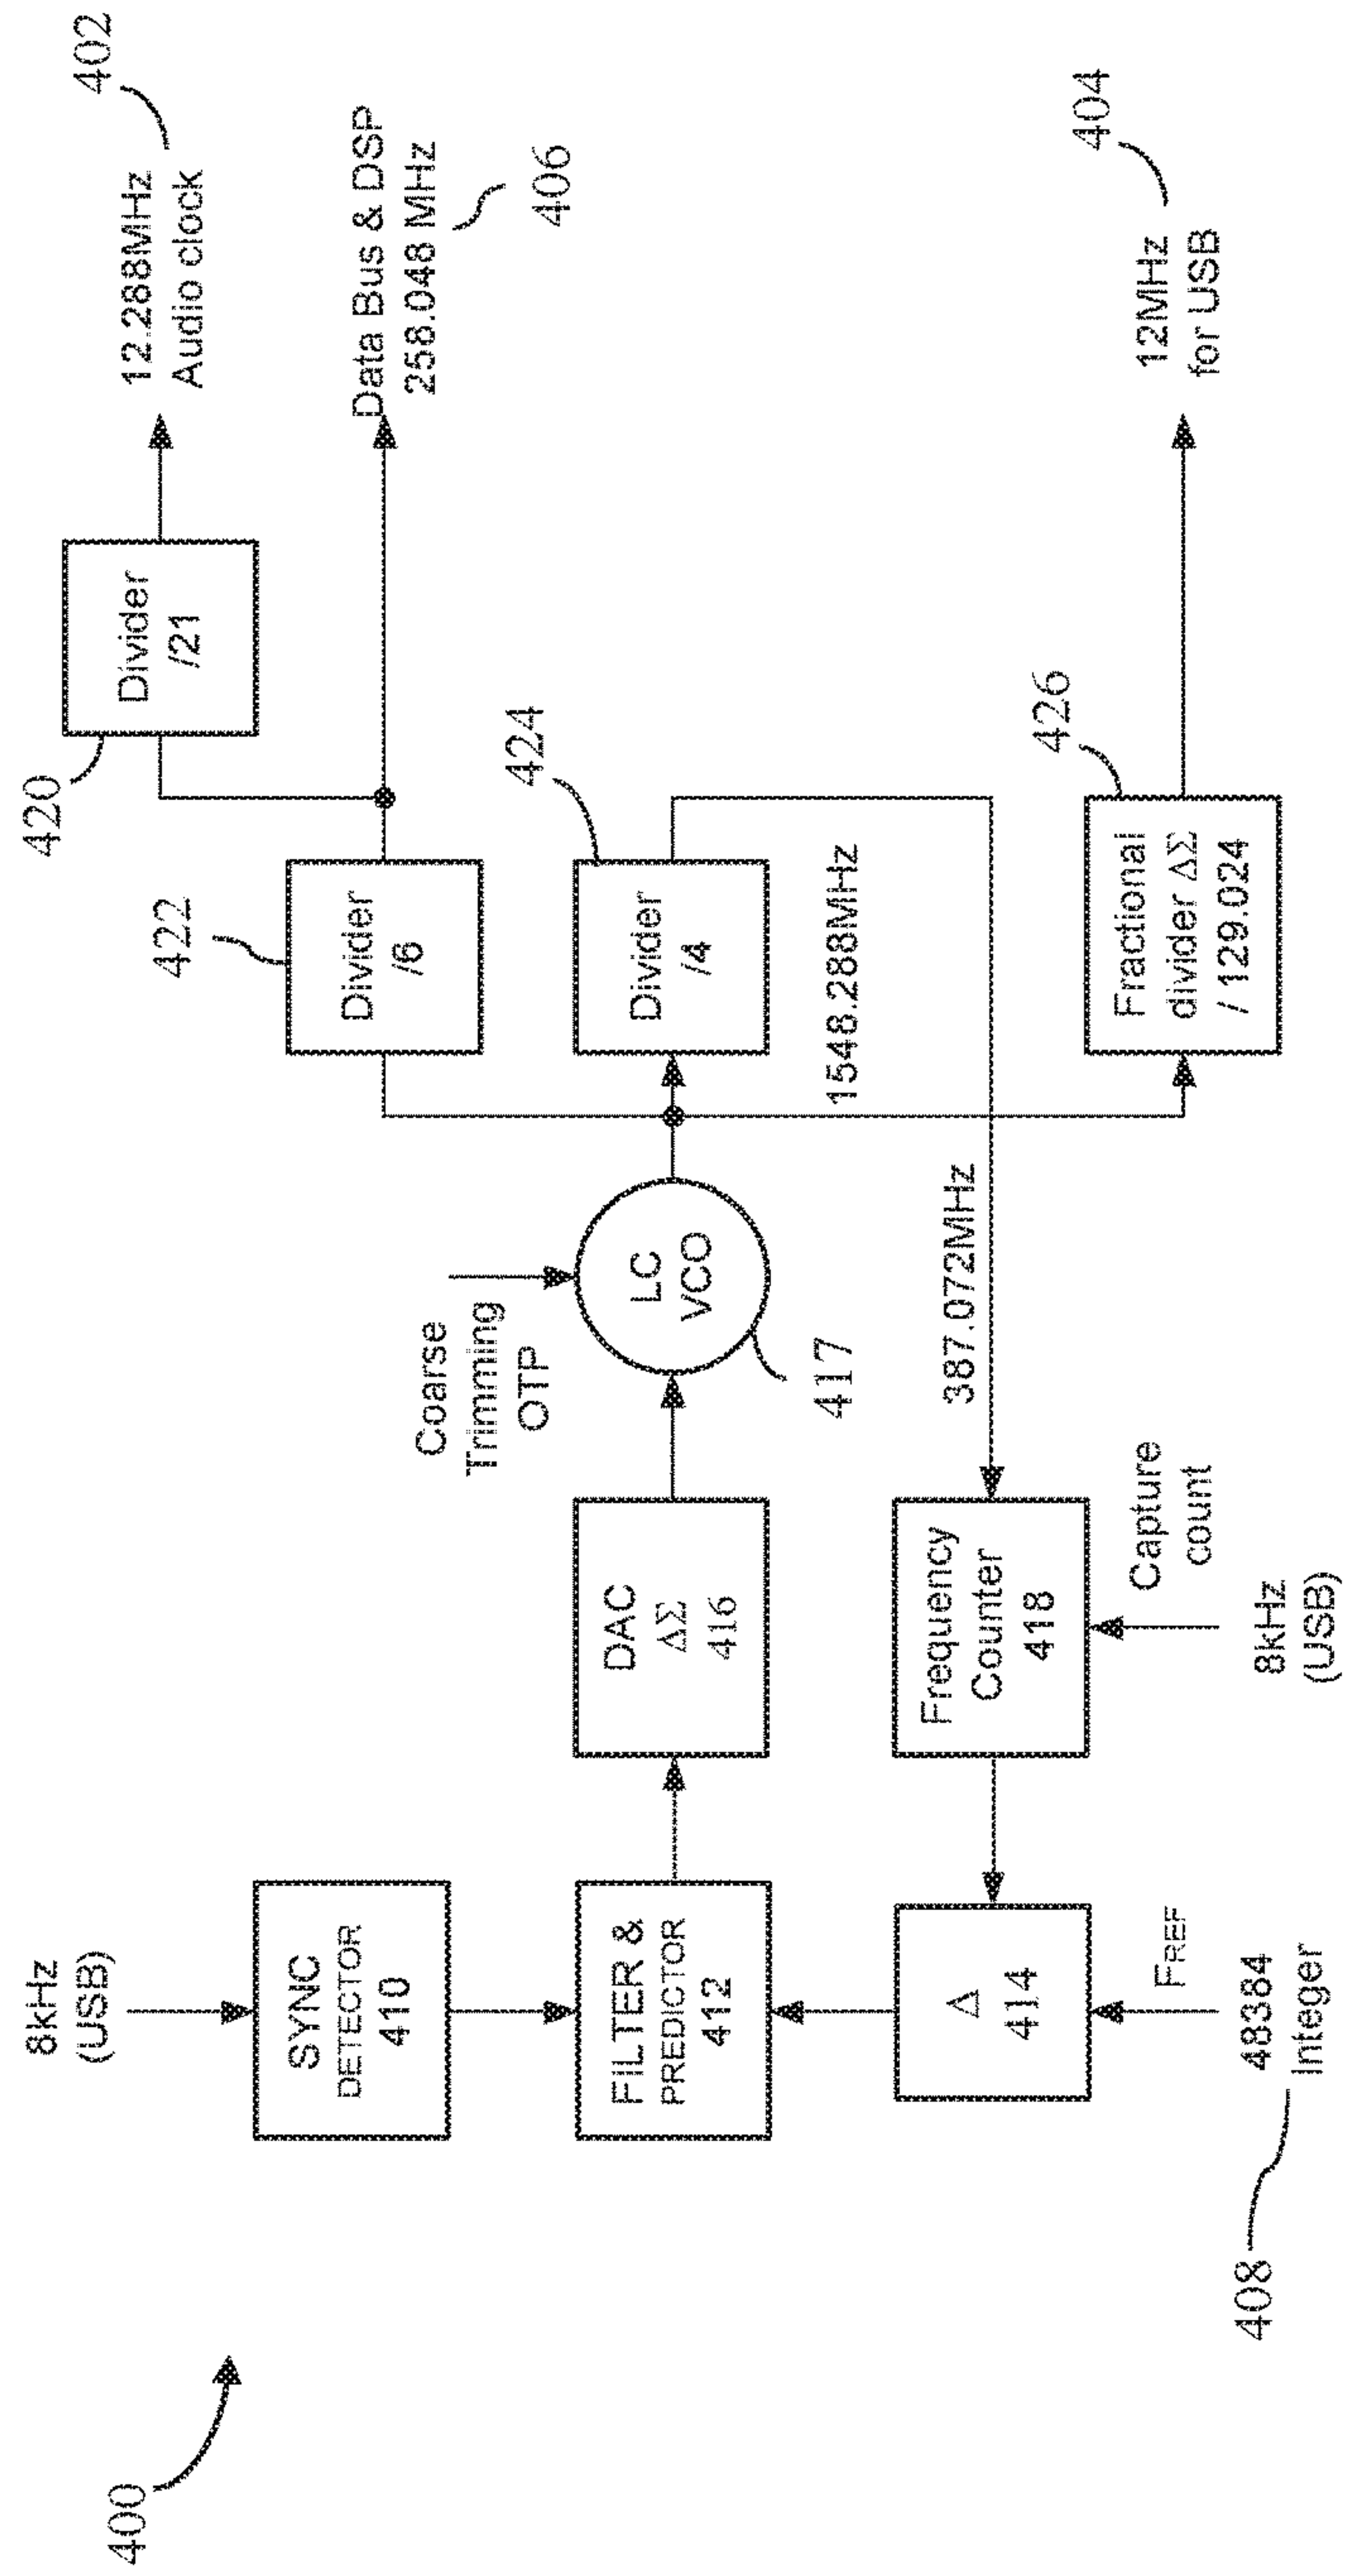 400
8kHz
(USB)
SYNC
DETECTOR
410
FILTER &
PREDICTOR
412
Δ
414
FREF
48384
Integer
408
DAC
ΔΣ
416
Coarse
Trimming
OTP
LC
VCO
417
Frequency
Counter
418
Capture
count
8kHz
(USB)
387.072MHz
1548.288MHz
422
Divider
/6
424
Divider
/4
426
Fractional
divider ΔΣ
/ 129.024
420
Divider
/21
402
12.288MHz
Audio clock
Data Bus & DSP
258.048 MHz
406
404
12MHz
for USB